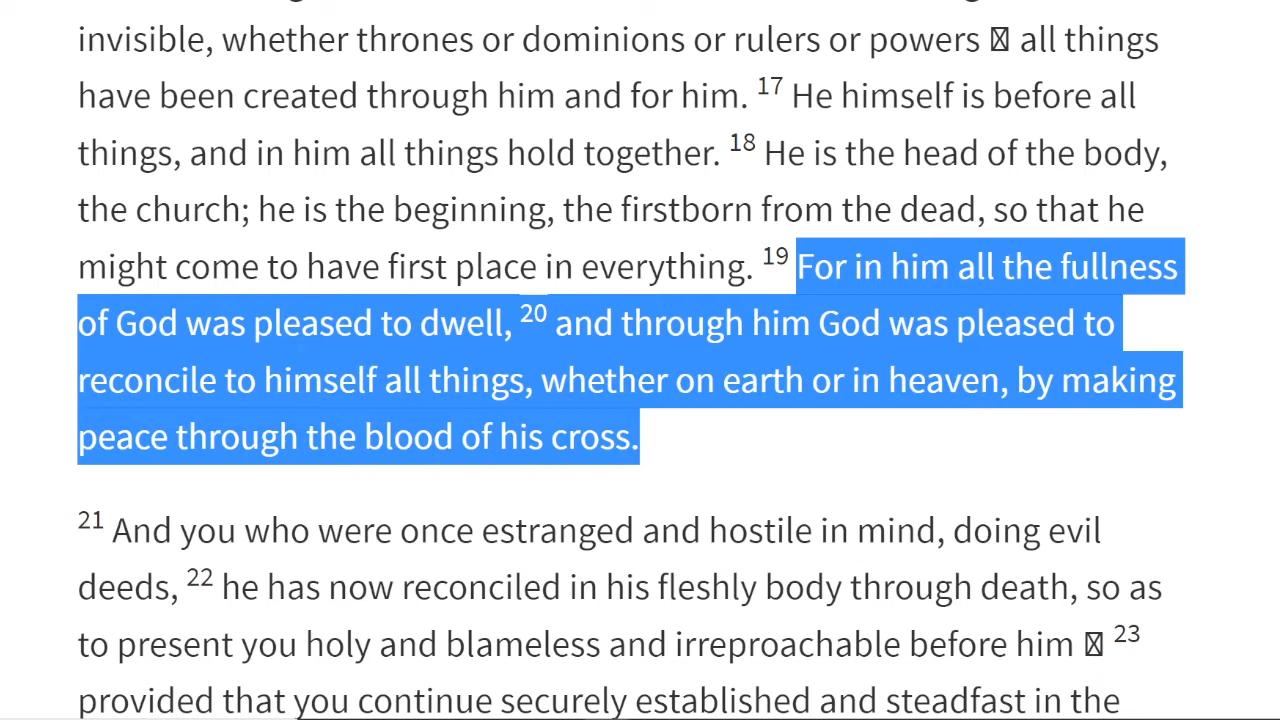 invisible, whether thrones or dominions or rulers or powers all things
have been created through him and for him. 17 He himself is before all
things, and in him all things hold together. 18 He is the head of the body,
the church; he is the beginning, the firstborn from the dead, so that he
might come to have first place in everything. 19 For in him all the fullness
of God was pleased to dwell, 20 and through him God was pleased to
reconcile to himself all things, whether on earth or in heaven, by making
peace through the blood of his cross.
21 And you who were once estranged and hostile in mind, doing evil
deeds, 22 he has now reconciled in his fleshly body through death, so as
to present you holy and blameless and irreproachable before him 23
provided that you continue securely established and steadfast in the